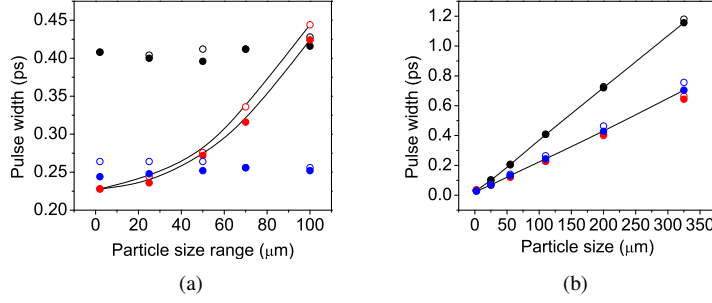 (a)
0.45
0.40
0.35
0.30
0.25
0.20
Pulse width (ps)
0 20 40 60 80 100
Particle size range (μm)
(a)
(b)
1.2
1.0
0.8
0.6
0.4
0.2
0.0
Pulse width (ps)
0 50 100 150 200 250 300 350
Particle size (μm)
(b)